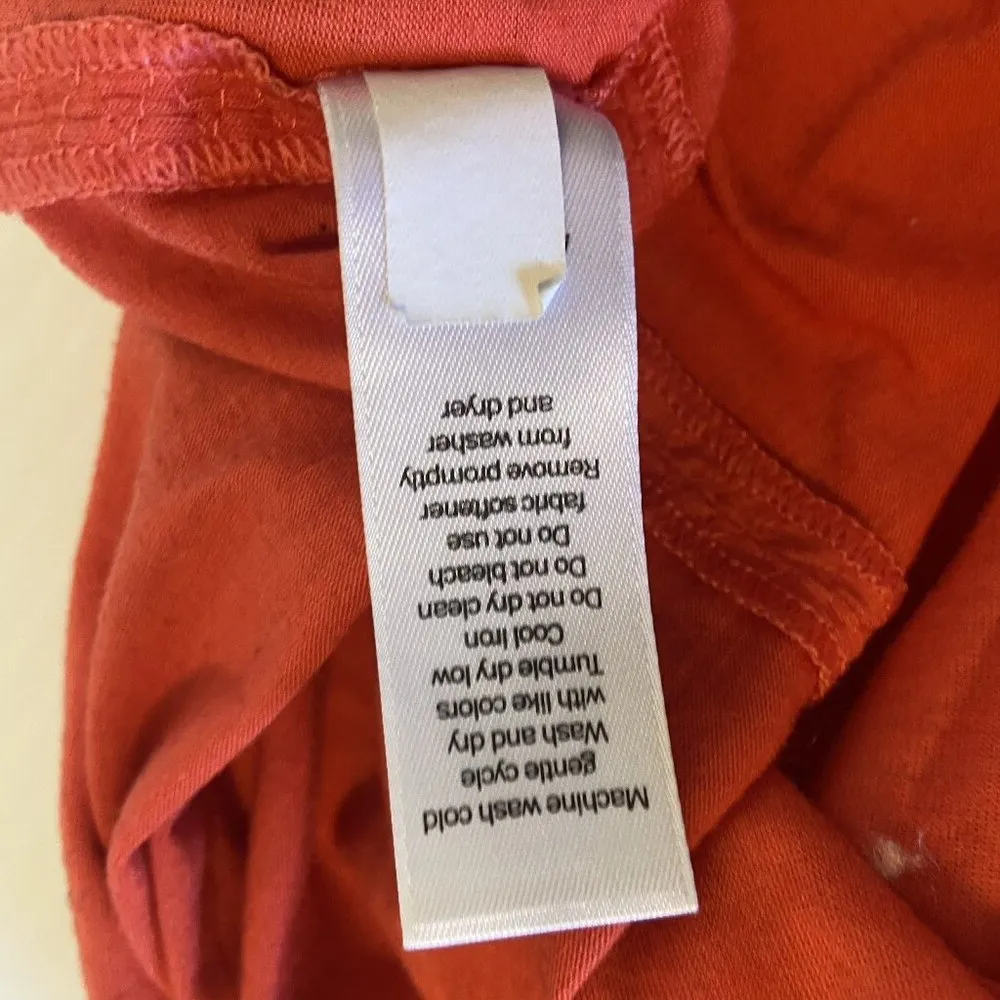 Machine wash cold
gentle cycle
Wash and dry
with like colors
Tumble dry low
Cool Iron
Do not dry clean
Do not bleach
Do not use
fabric softener
Remove promptly
from washer
and dryer